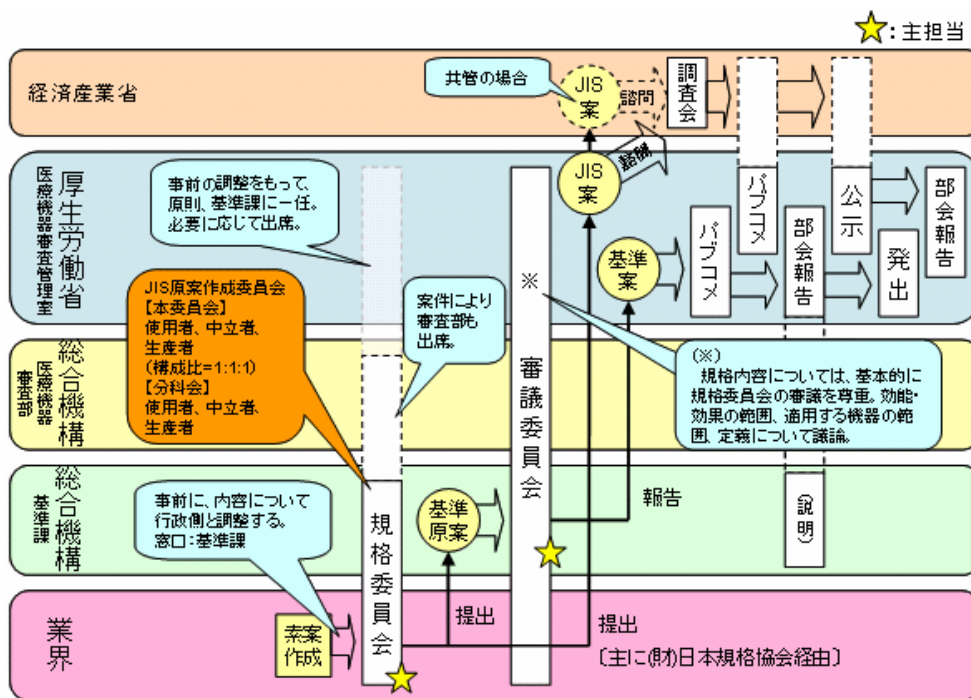 ：主担当
経済産業省
共管の場合
JIS
案
諮問
調査会
厚生労働省
医療機器審査管理室
事前の調整をもって、
原則、基準課に一任。
必要に応じて出席。
JIS
案
諮問
基準
案
パブコメ
パブコメ
部会報告
公示
発出
部会報告
JIS原案作成委員会
【本委員会】
使用者、中立者、
生産者
(構成比=1:1:1)
【分科会】
使用者、中立者、
生産者
案件により
審査部も
出席。
※
審議委員会
総合機構
医療機器
審査部
(※)
規格内容については、基本的に
規格委員会の審議を尊重。効能・
効果の範囲、適用する機器の範
囲、定義について議論。
総合機構
基準課
事前に、内容について
行政側と調整する。
窓口：基準課
規格委員会
基準
原案
報告
(説明)
業界
素案
作成
提出
提出
〔主に(財)日本規格協会経由〕